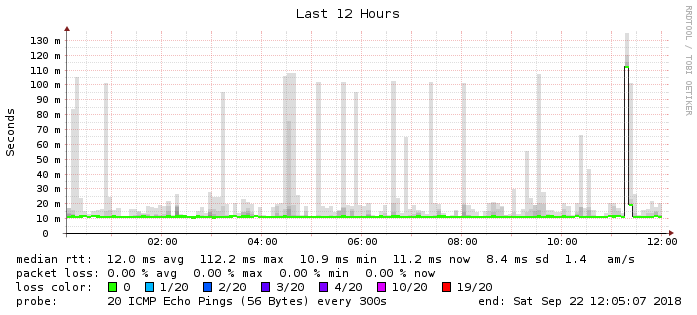 Last 12 Hours
RRDTOOL / TOBI OETIKER
Seconds
130 m
120 m
110 m
100 m
90 m
80 m
70 m
60 m
50 m
40 m
30 m
20 m
10 m
0
02:00 04:00 06:00 08:00 10:00 12:00
median rtt: 12.0 ms avg 112.2 ms max 10.9 ms min 11.2 ms now 8.4 ms sd 1.4 am/s
packet loss: 0.00 % avg 0.00 % max 0.00 % min 0.00 % now
loss color: 0 1/20 2/20 3/20 4/20 10/20 19/20
probe: 20 ICMP Echo Pings (56 Bytes) every 300s end: Sat Sep 22 12:05:07 2018